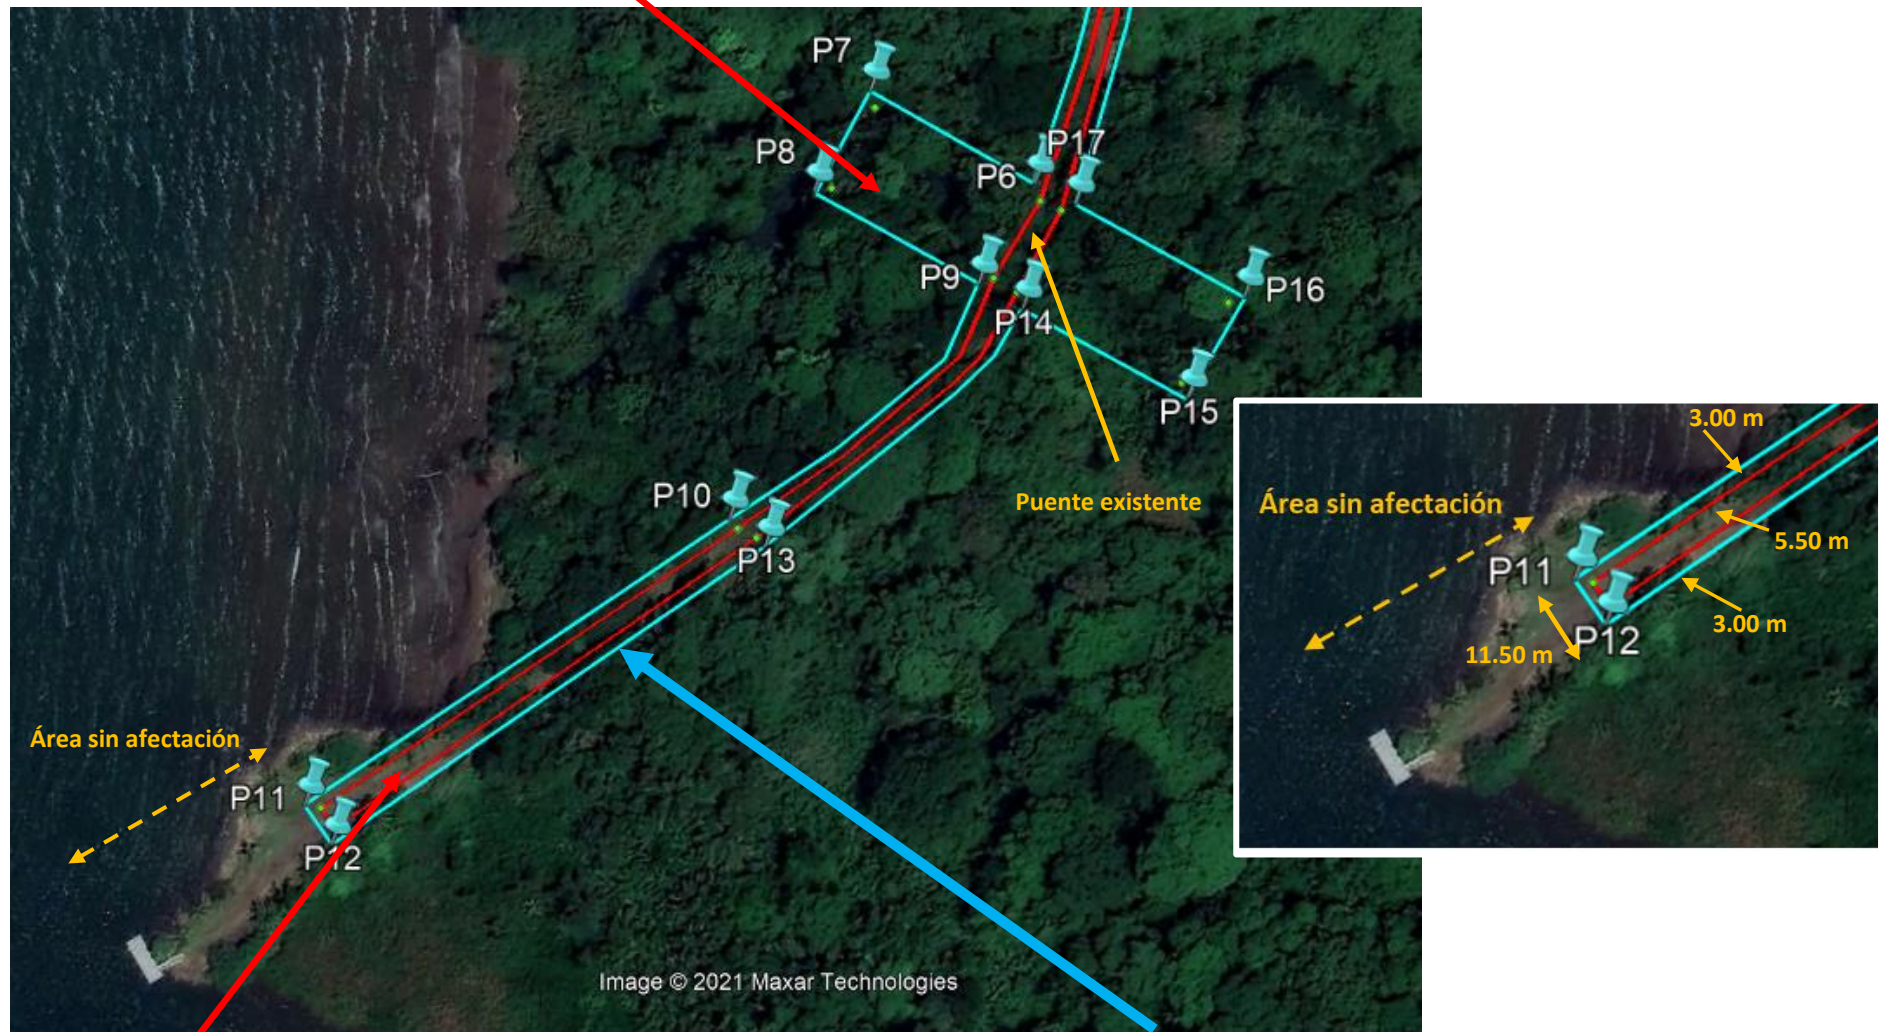 P7
P17
P8
P6
P9
P16
P14
P15
Puente existente
P10
P13
Área sin afectación
P11
P12
Image © 2021 Maxar Technologies
3.00 m
Área sin afectación
5.50 m
P11
3.00 m
P12
11.50 m